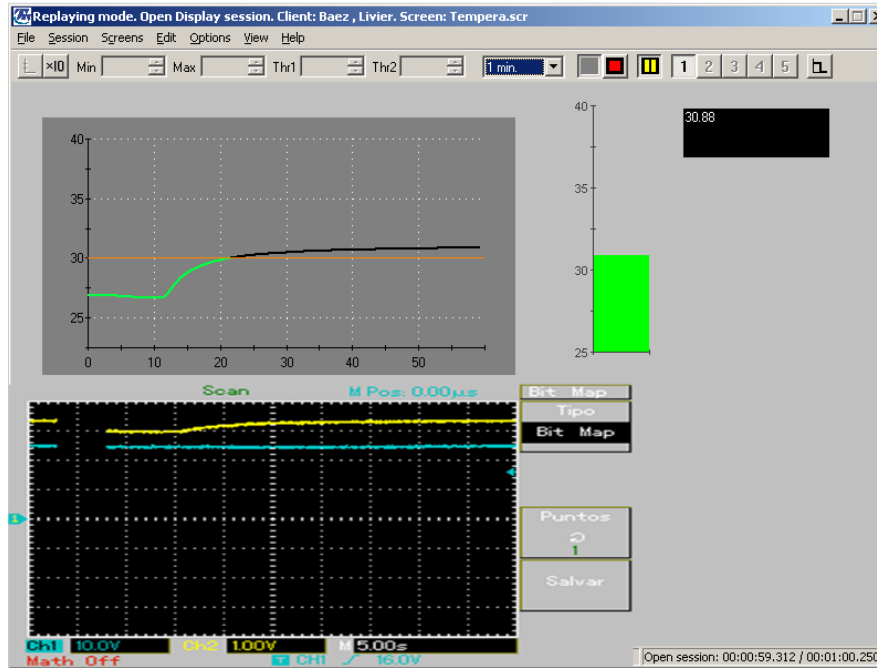 Replaying mode. Open Display session. Client: Baez , Livier. Screen: Tempera.scr
File Session Screens Edit Options View Help
×10 Min Max Thr1 Thr2 1 min. 1 2 3 4 5
40
35
30
25
0 10 20 30 40 50
40
35
30
25
30.88
Scan M Pos: 0.00µs
Bit Map
Tipo
Bit Map
1
Puntos
1
Salvar
Ch1 10.0V Ch2 1.00V M 5.00s
Math Off T CH1 16.0V
Open session: 00:00:59.312 / 00:01:00.250